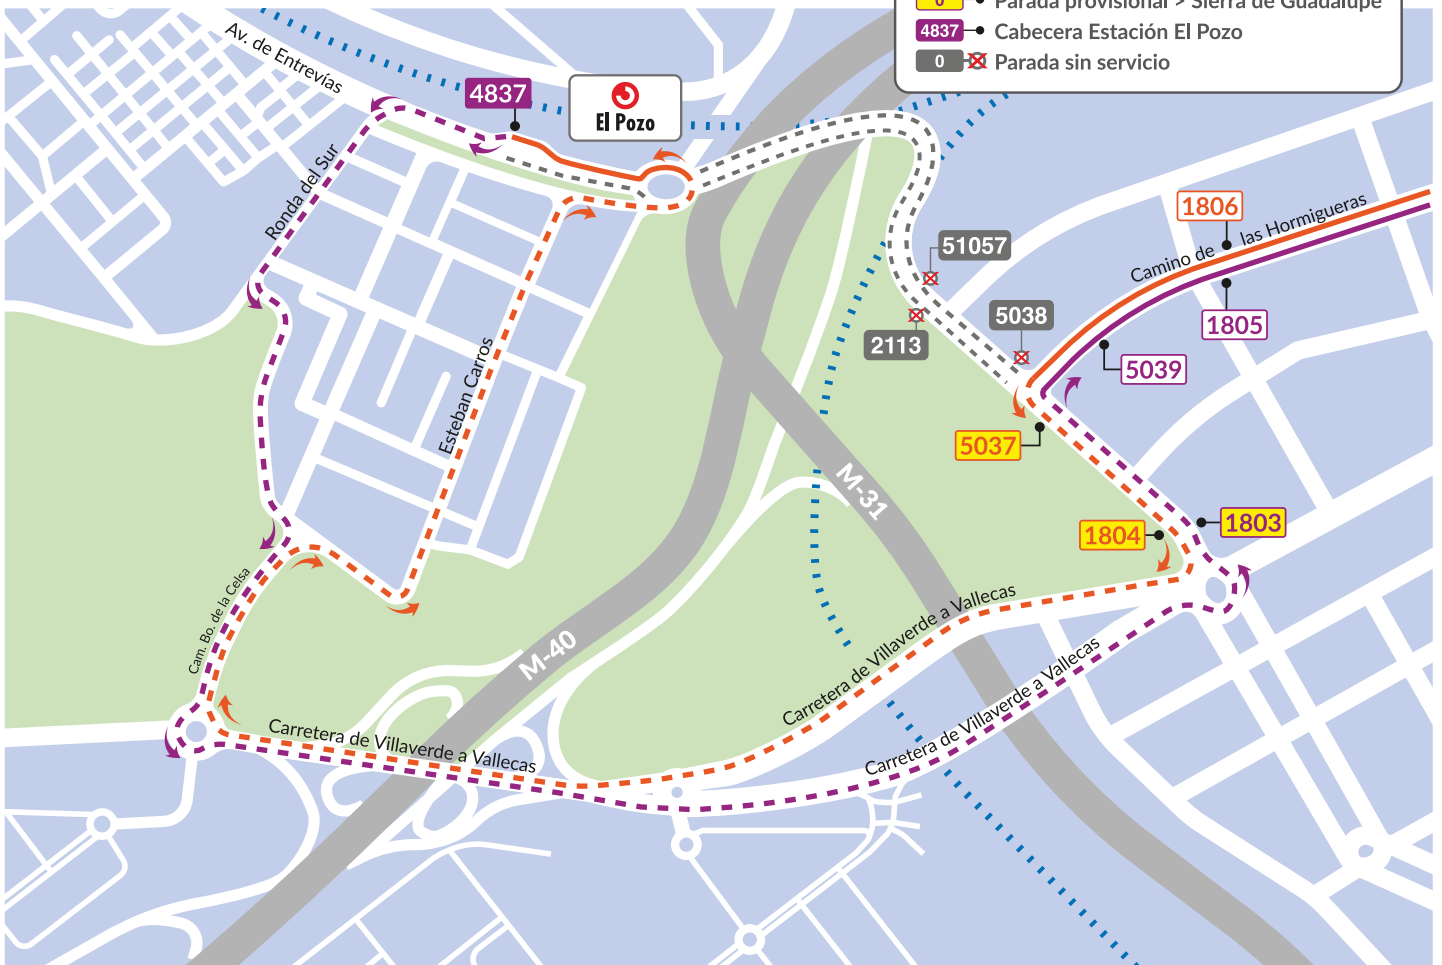 0 Parada provisional > Sierra de Guadalupe
4837 Cabecera Estación El Pozo
0 Parada sin servicio
Av. de Entrevías
4837
El Pozo
Ronda del Sur
51057
1806
Camino de las Hormigueras
5038
2113
1805
5039
Esteban Carros
5037
M-31
1804
1803
Cam. Bo. de la Celsa
Carretera de Villaverde a Vallecas
M-40
Carretera de Villaverde a Vallecas
Carretera de Villaverde a Vallecas